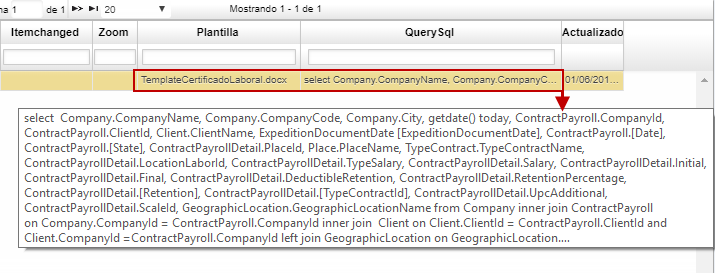 na 1 de 1 20 Mostrando 1 - 1 de 1
Itemchanged Zoom Plantilla QuerySql Actualizado
TemplateCertificadoLaboral.docx select Company.CompanyName, Company.CompanyC... 01/06/201...
select Company.CompanyName, Company.CompanyCode, Company.City, getdate() today, ContractPayroll.CompanyId,
ContractPayroll.ClientId, Client.ClientName, ExpeditionDocumentDate [ExpeditionDocumentDate], ContractPayroll.[Date],
ContractPayroll.[State], ContractPayrollDetail.PlaceId, Place.PlaceName, TypeContract.TypeContractName,
ContractPayrollDetail.LocationLaborId, ContractPayrollDetail.TypeSalary, ContractPayrollDetail.Salary, ContractPayrollDetail.Initial,
ContractPayrollDetail.Final, ContractPayrollDetail.DeductibleRetention, ContractPayrollDetail.RetentionPercentage,
ContractPayrollDetail.[Retention], ContractPayrollDetail.[TypeContractId], ContractPayrollDetail.UpcAdditional,
ContractPayrollDetail.ScaleId, GeographicLocation.GeographicLocationName from Company inner join ContractPayroll
on Company.CompanyId = ContractPayroll.CompanyId inner join Client on Client.ClientId = ContractPayroll.ClientId and
Client.CompanyId =ContractPayroll.CompanyId left join GeographicLocation on GeographicLocation....